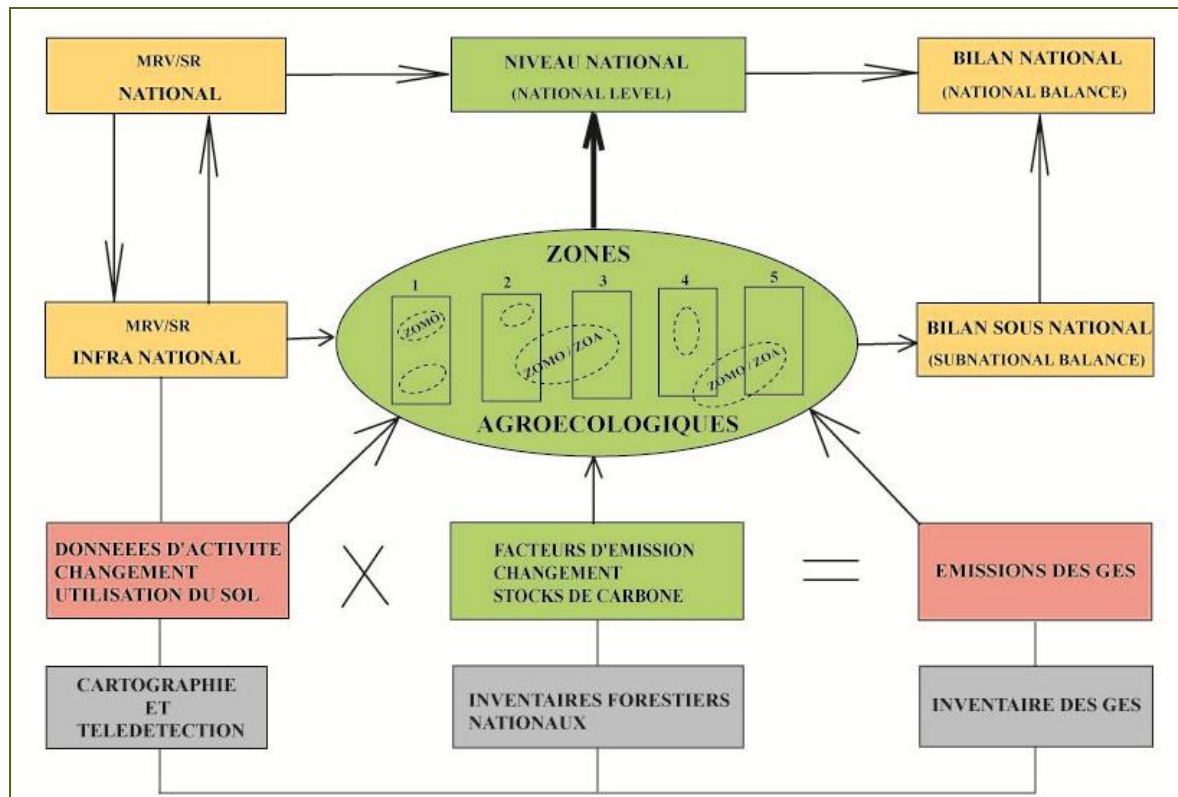 MRV/SR
NATIONAL
NIVEAU NATIONAL
(NATIONAL LEVEL)
BILAN NATIONAL
(NATIONAL BALANCE)
ZONES
1
2
3
4
5
ZOMO
ZOMO / ZOA
ZOMO / ZOA
AGROECOLOGIQUES
MRV/SR
INFRA NATIONAL
BILAN SOUS NATIONAL
(SUBNATIONAL BALANCE)
DONNEEES D'ACTIVITE
CHANGEMENT
UTILISATION DU SOL
X
FACTEURS D'EMISSION
CHANGEMENT
STOCKS DE CARBONE
=
EMISSIONS DES GES
CARTOGRAPHIE
ET
TELEDETECTION
INVENTAIRES FORESTIERS
NATIONAUX
INVENTAIRE DES GES